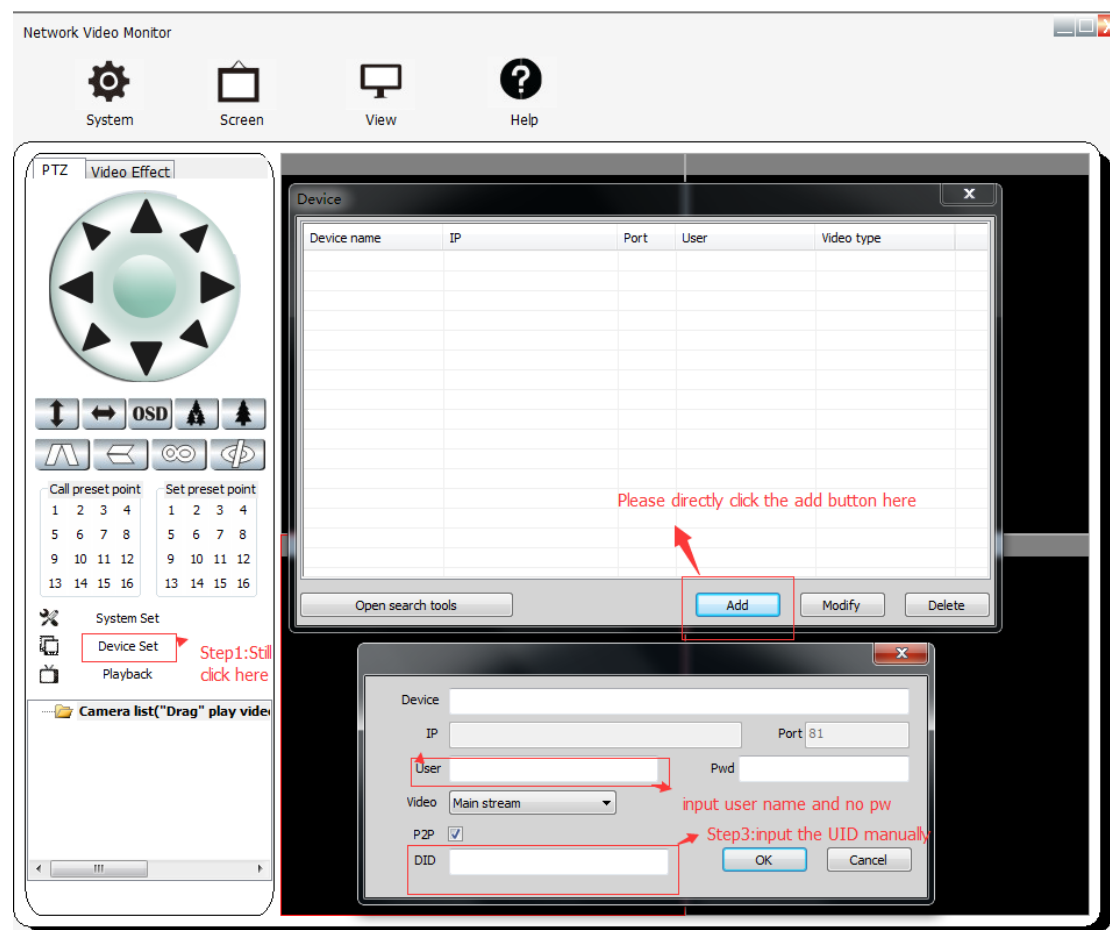 Network Video Monitor
System Screen View Help
PTZ Video Effect
OSD
Call preset point Set preset point
1 2 3 4 1 2 3 4
5 6 7 8 5 6 7 8
9 10 11 12 9 10 11 12
13 14 15 16 13 14 15 16
System Set
Device Set
Step1:Still
click here
Playback
Camera list("Drag" play vide
Device
Device name IP Port User Video type
Please directly click the add button here
Open search tools Add Modify Delete
Device
IP Port 81
User Pwd
Video Main stream input user name and no pw
P2P Step3:input the UID manually
DID OK Cancel